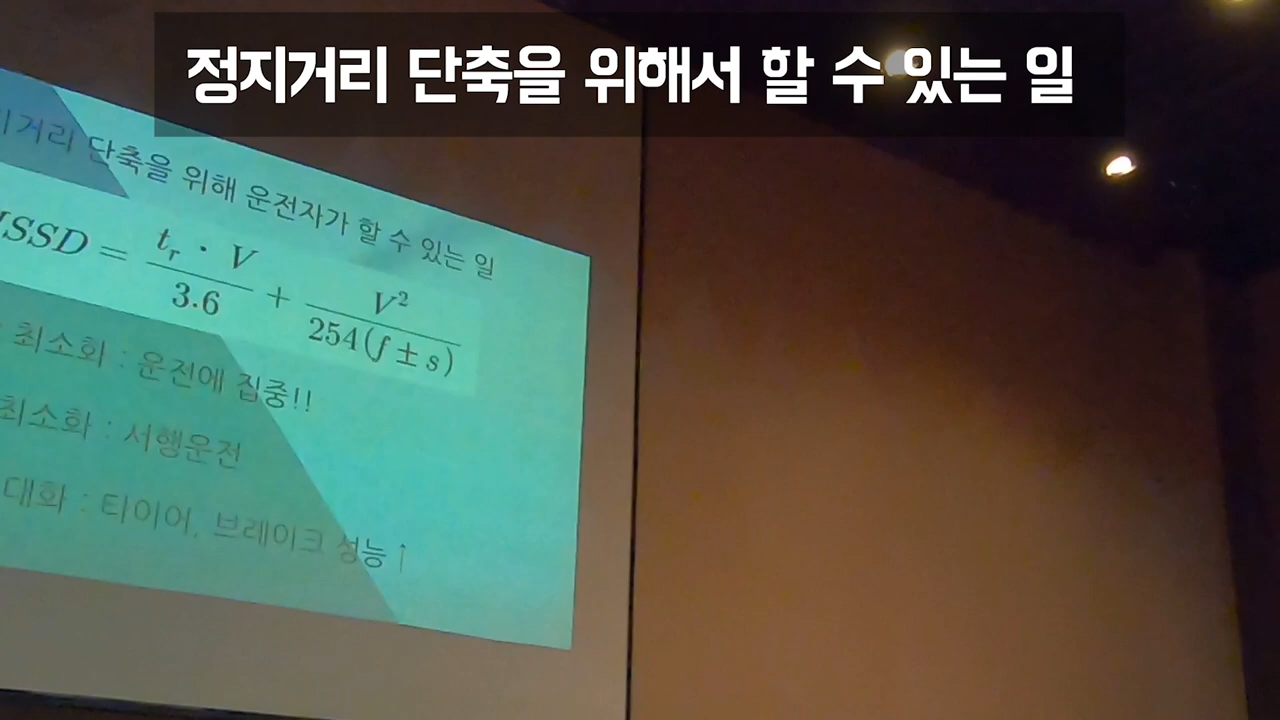 정지거리 단축을 위해서 할 수 있는 일
단축을 위해 운전자가 할 수 있는 일
SSD = t_r · V / 3.6 + V² / 254(f ± s)
최소화 : 운전에 집중!!
최소화 : 서행운전
대화 : 타이어, 브레이크 성능 ↑